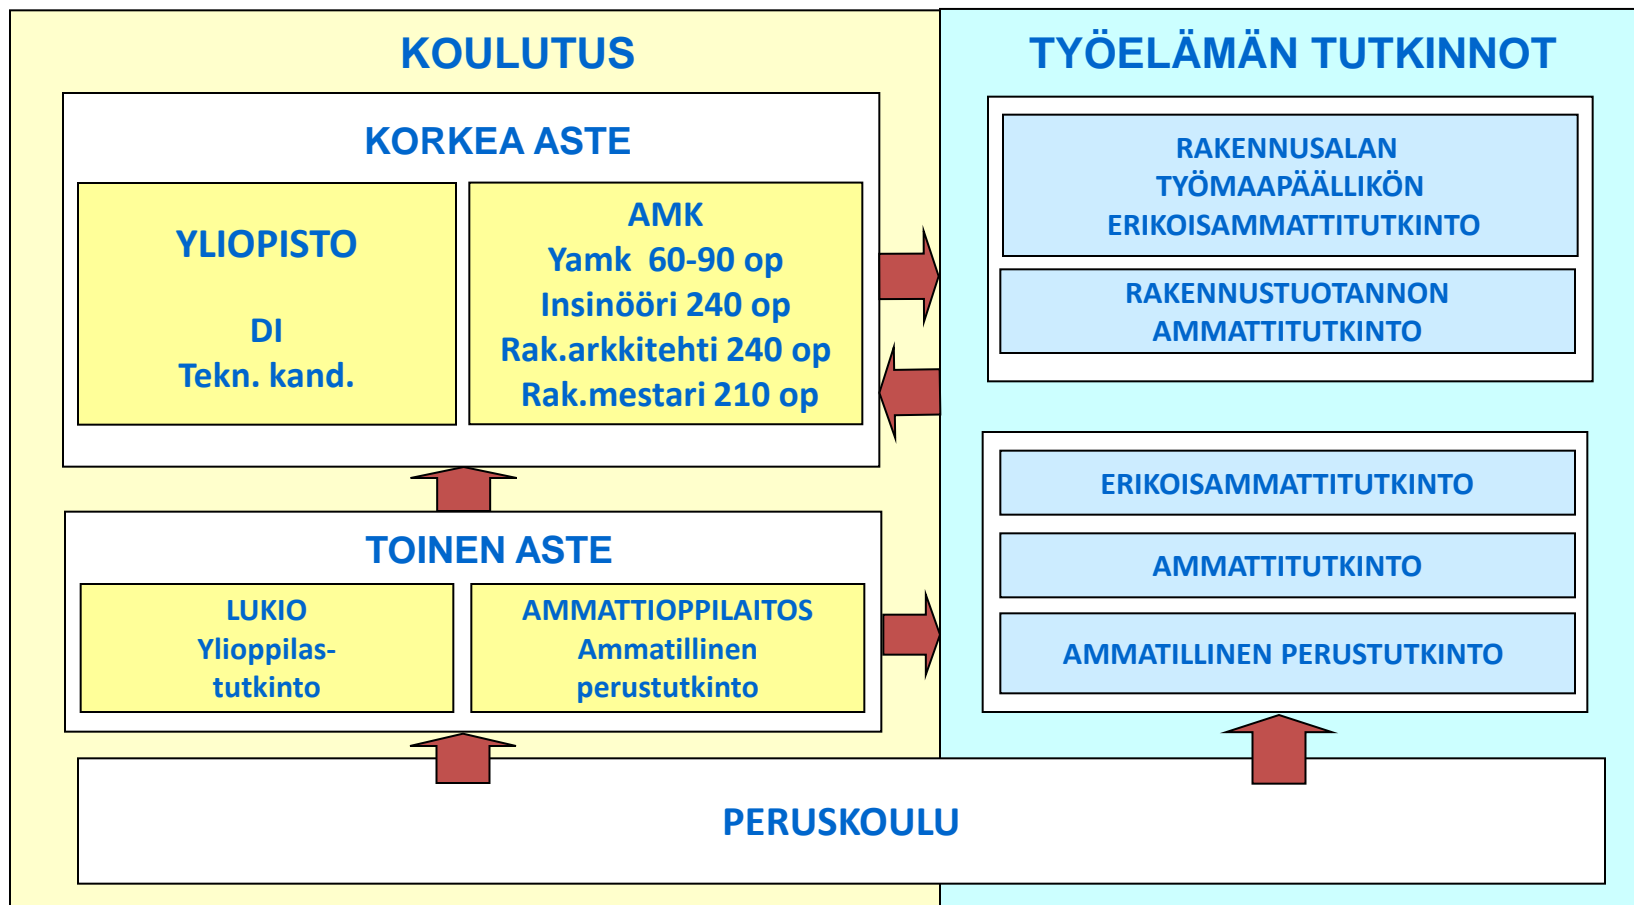 KOULUTUS
KORKEA ASTE
YLIOPISTO
DI
Tekn. kand.
AMK
Yamk 60-90 op
Insinööri 240 op
Rak.arkkitehti 240 op
Rak.mestari 210 op
TOINEN ASTE
LUKIO
Ylioppilas-
tutkinto
AMMATTIOPPILAITOS
Ammatillinen
perustutkinto
TYÖELÄMÄN TUTKINNOT
RAKENNUSALAN
TYÖMAAPÄÄLLIKÖN
ERIKOISAMMATTITUTKINTO
RAKENNUSTUOTANNON
AMMATTITUTKINTO
ERIKOISAMMATTITUTKINTO
AMMATTITUTKINTO
AMMATILLINEN PERUSTUTKINTO
PERUSKOULU